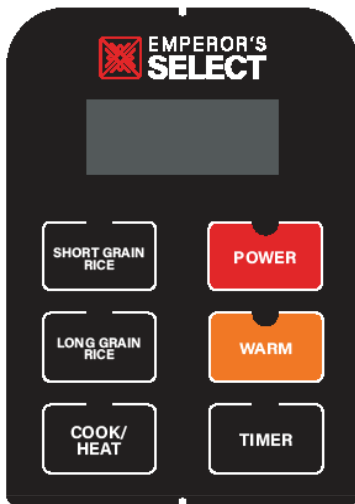 EMPEROR'S
SELECT
SHORT GRAIN
RICE
POWER
LONG GRAIN
RICE
WARM
COOK/
HEAT
TIMER